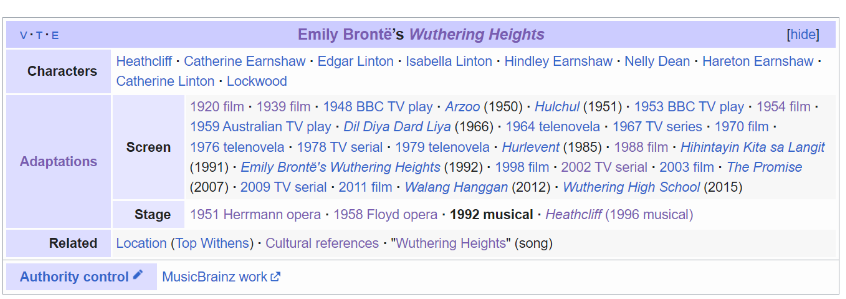 V · T · E Emily Brontë's Wuthering Heights [hide]
Characters
Heathcliff · Catherine Earnshaw · Edgar Linton · Isabella Linton · Hindley Earnshaw · Nelly Dean · Hareton Earnshaw ·
Catherine Linton · Lockwood
Adaptations
Screen
1920 film · 1939 film · 1948 BBC TV play · Arzoo (1950) · Hulchul (1951) · 1953 BBC TV play · 1954 film ·
1959 Australian TV play · Dil Diya Dard Liya (1966) · 1964 telenovela · 1967 TV series · 1970 film ·
1976 telenovela · 1978 TV serial · 1979 telenovela · Hurlevent (1985) · 1988 film · Hihintayin Kita sa Langit
(1991) · Emily Brontë's Wuthering Heights (1992) · 1998 film · 2002 TV serial · 2003 film · The Promise
(2007) · 2009 TV serial · 2011 film · Walang Hanggan (2012) · Wuthering High School (2015)
Stage
1951 Herrmann opera · 1958 Floyd opera · 1992 musical · Heathcliff (1996 musical)
Related
Location (Top Withens) · Cultural references · "Wuthering Heights" (song)
Authority control
MusicBrainz work